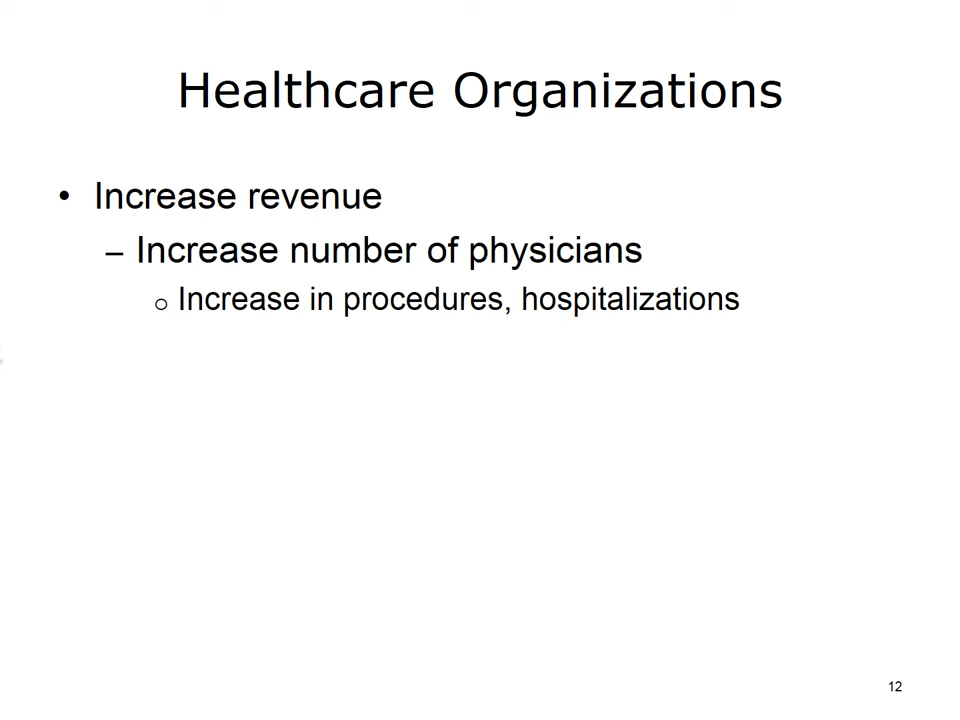 Healthcare Organizations
• Increase revenue
– Increase number of physicians
o Increase in procedures, hospitalizations
12